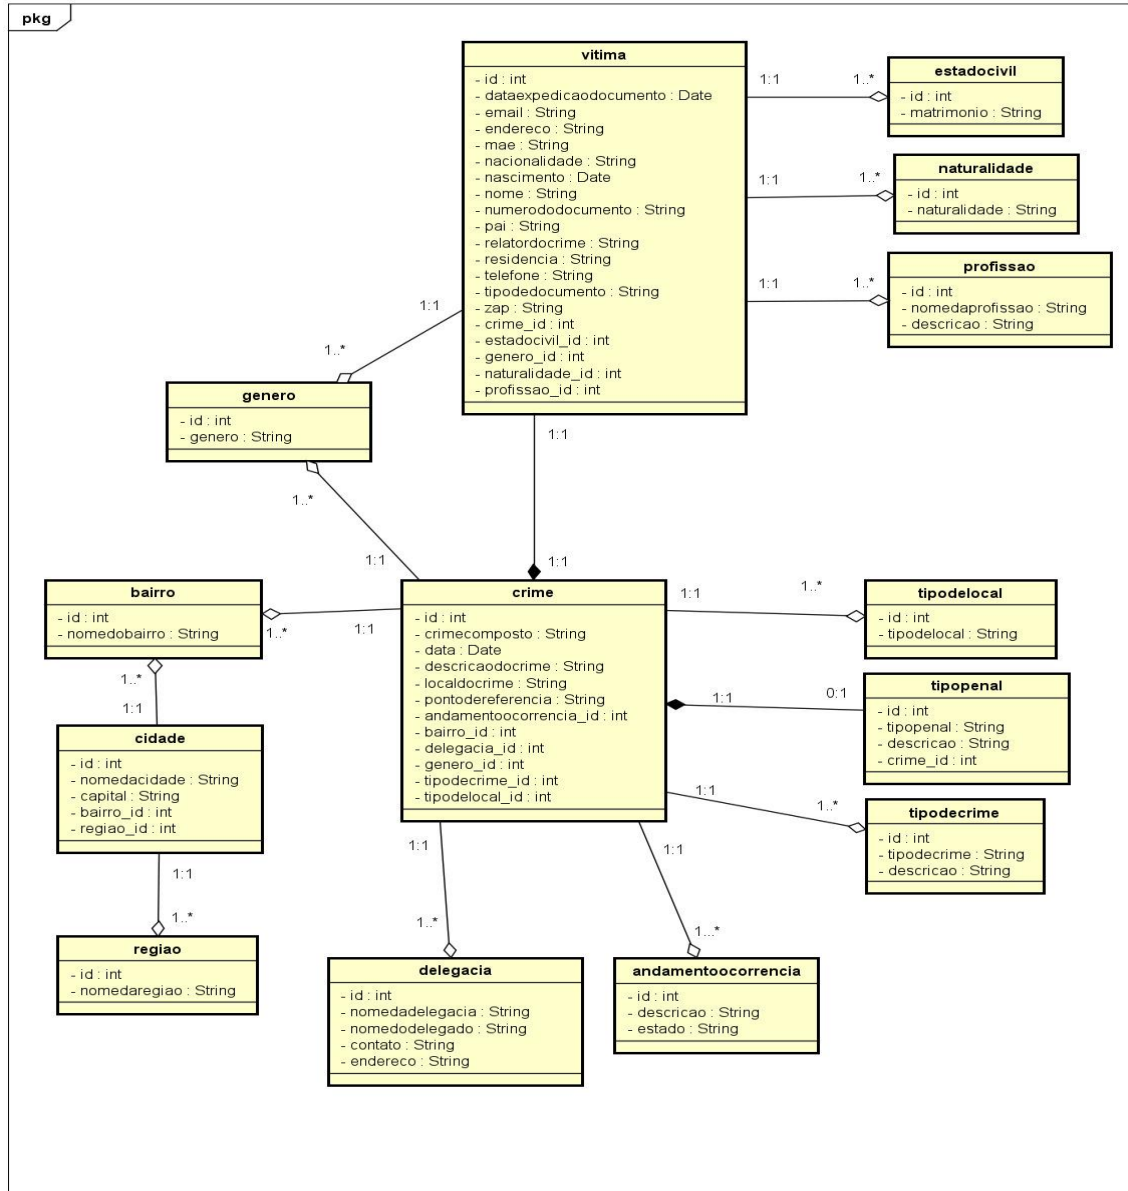 pkg
vitima
- id : int
- dataexpedicaodocumento : Date
- email : String
- endereco : String
- mae : String
- nacionalidade : String
- nascimento : Date
- nome : String
- numerododocumento : String
- pai : String
- relatordocrime : String
- residencia : String
- telefone : String
- tipodedocumento : String
- zap : String
- crime_id : int
- estadocivil_id : int
- genero_id : int
- naturalidade_id : int
- profissao_id : int
1:1
1..*
estadocivil
- id : int
- matrimonio : String
1:1
1..*
naturalidade
- id : int
- naturalidade : String
1:1
1..*
profissao
- id : int
- nomedaprofissao : String
- descricao : String
1:1
1..*
genero
- id : int
- genero : String
1..*
1:1
1:1
1:1
bairro
- id : int
- nomedobairro : String
1..*
1:1
crime
- id : int
- crimecomposto : String
- data : Date
- descricaodocrime : String
- localdocrime : String
- pontodereferencia : String
- andamentoocorrencia_id : int
- bairro_id : int
- delegacia_id : int
- genero_id : int
- tipodecrime_id : int
- tipodelocal_id : int
1:1
1..*
tipodelocal
- id : int
- tipodelocal : String
1:1
0:1
tipopenal
- id : int
- tipopenal : String
- descricao : String
- crime_id : int
1:1
1..*
tipodecrime
- id : int
- tipodecrime : String
- descricao : String
1..*
1:1
cidade
- id : int
- nomedacidade : String
- capital : String
- bairro_id : int
- regiao_id : int
1:1
1..*
regiao
- id : int
- nomedaregiao : String
1:1
1..*
delegacia
- id : int
- nomedadelegacia : String
- nomedodelegado : String
- contato : String
- endereco : String
1:1
1...*
andamentoocorrencia
- id : int
- descricao : String
- estado : String